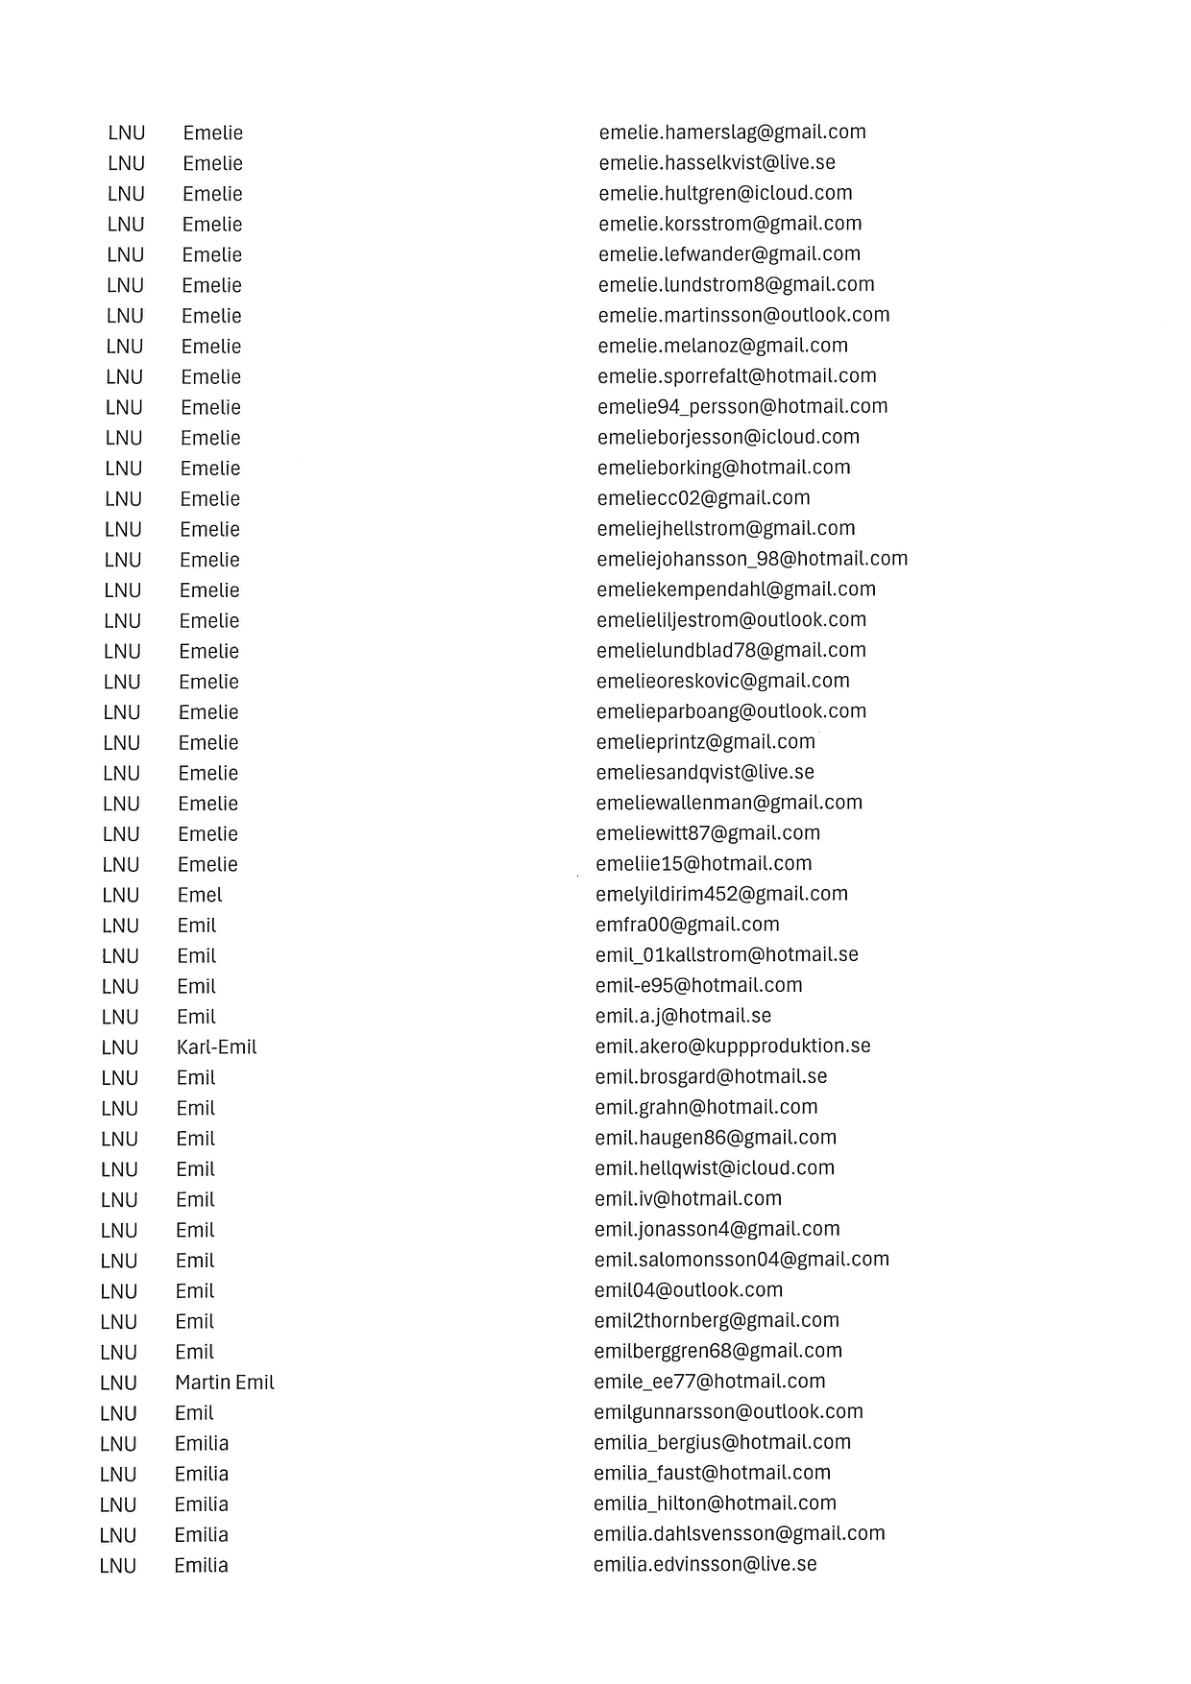 LNU Emelie emelie.hamerslag@gmail.com
LNU Emelie emelie.hasselkvist@live.se
LNU Emelie emelie.hultgren@icloud.com
LNU Emelie emelie.korsstrom@gmail.com
LNU Emelie emelie.lefwander@gmail.com
LNU Emelie emelie.lundstrom8@gmail.com
LNU Emelie emelie.martinsson@outlook.com
LNU Emelie emelie.melanoz@gmail.com
LNU Emelie emelie.sporrefalt@hotmail.com
LNU Emelie emelie94_persson@hotmail.com
LNU Emelie emelieborjesson@icloud.com
LNU Emelie emelieborking@hotmail.com
LNU Emelie emeliecc02@gmail.com
LNU Emelie emeliejhellstrom@gmail.com
LNU Emelie emeliejohansson_98@hotmail.com
LNU Emelie emeliekempendahl@gmail.com
LNU Emelie emelieliljestrom@outlook.com
LNU Emelie emelielundblad78@gmail.com
LNU Emelie emelieoreskovic@gmail.com
LNU Emelie emelieparboang@outlook.com
LNU Emelie emelieprintz@gmail.com
LNU Emelie emeliesandqvist@live.se
LNU Emelie emeliewallenman@gmail.com
LNU Emelie emeliewitt87@gmail.com
LNU Emelie emeliie15@hotmail.com
LNU Emel emelyildirim452@gmail.com
LNU Emil emfra00@gmail.com
LNU Emil emil_01kallstrom@hotmail.se
LNU Emil emil-e95@hotmail.com
LNU Emil emil.a.j@hotmail.se
LNU Karl-Emil emil.akero@kuppproduktion.se
LNU Emil emil.brosgard@hotmail.se
LNU Emil emil.grahn@hotmail.com
LNU Emil emil.haugen86@gmail.com
LNU Emil emil.hellqwist@icloud.com
LNU Emil emil.iv@hotmail.com
LNU Emil emil.jonasson4@gmail.com
LNU Emil emil.salomonsson04@gmail.com
LNU Emil emil04@outlook.com
LNU Emil emil2thornberg@gmail.com
LNU Emil emilberggren68@gmail.com
LNU Martin Emil emile_ee77@hotmail.com
LNU Emil emilgunnarsson@outlook.com
LNU Emilia emilia_bergius@hotmail.com
LNU Emilia emilia_faust@hotmail.com
LNU Emilia emilia_hilton@hotmail.com
LNU Emilia emilia.dahlsvensson@gmail.com
LNU Emilia emilia.edvinsson@live.se